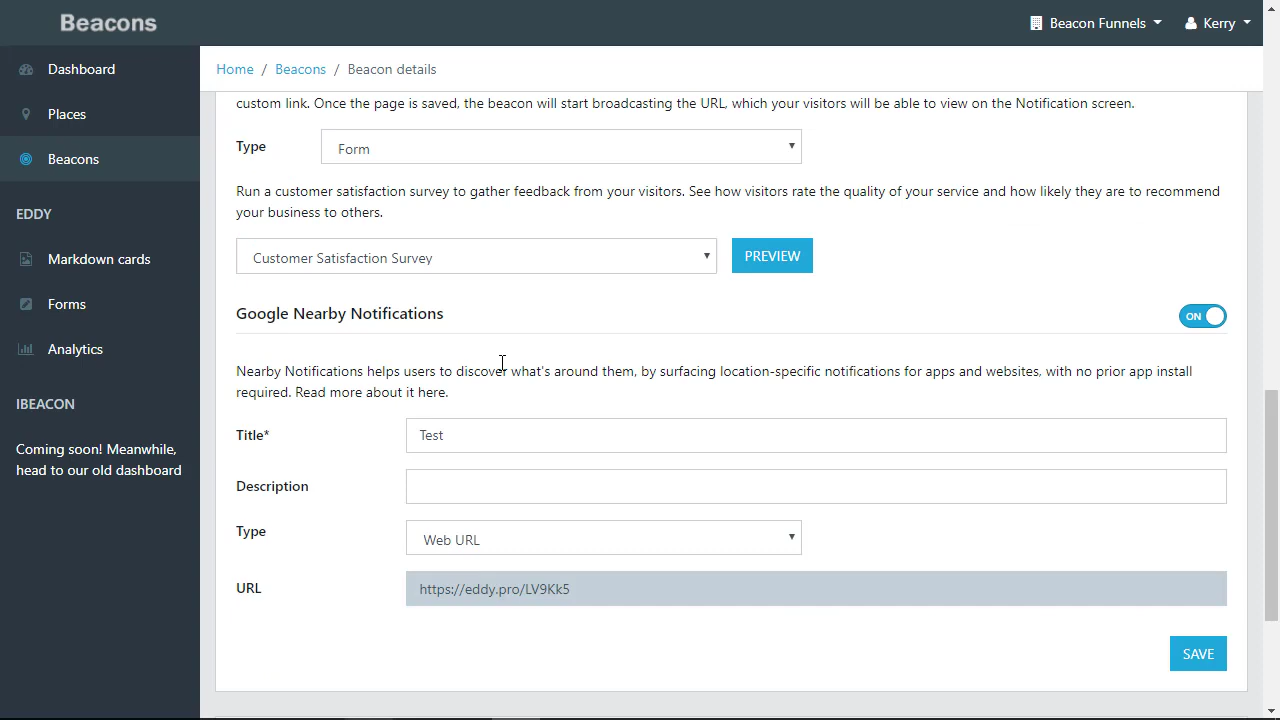 Beacons
Beacon Funnels
Kerry
Dashboard
Places
Beacons
EDDY
Markdown cards
Forms
Analytics
IBEACON
Coming soon! Meanwhile,
head to our old dashboard
Home / Beacons / Beacon details
custom link. Once the page is saved, the beacon will start broadcasting the URL, which your visitors will be able to view on the Notification screen.
Type
Form
Run a customer satisfaction survey to gather feedback from your visitors. See how visitors rate the quality of your service and how likely they are to recommend
your business to others.
Customer Satisfaction Survey
PREVIEW
Google Nearby Notifications
ON
Nearby Notifications helps users to discover what's around them, by surfacing location-specific notifications for apps and websites, with no prior app install
required. Read more about it here.
Title*
Test
Description
Type
Web URL
URL
https://eddy.pro/LV9Kk5
SAVE